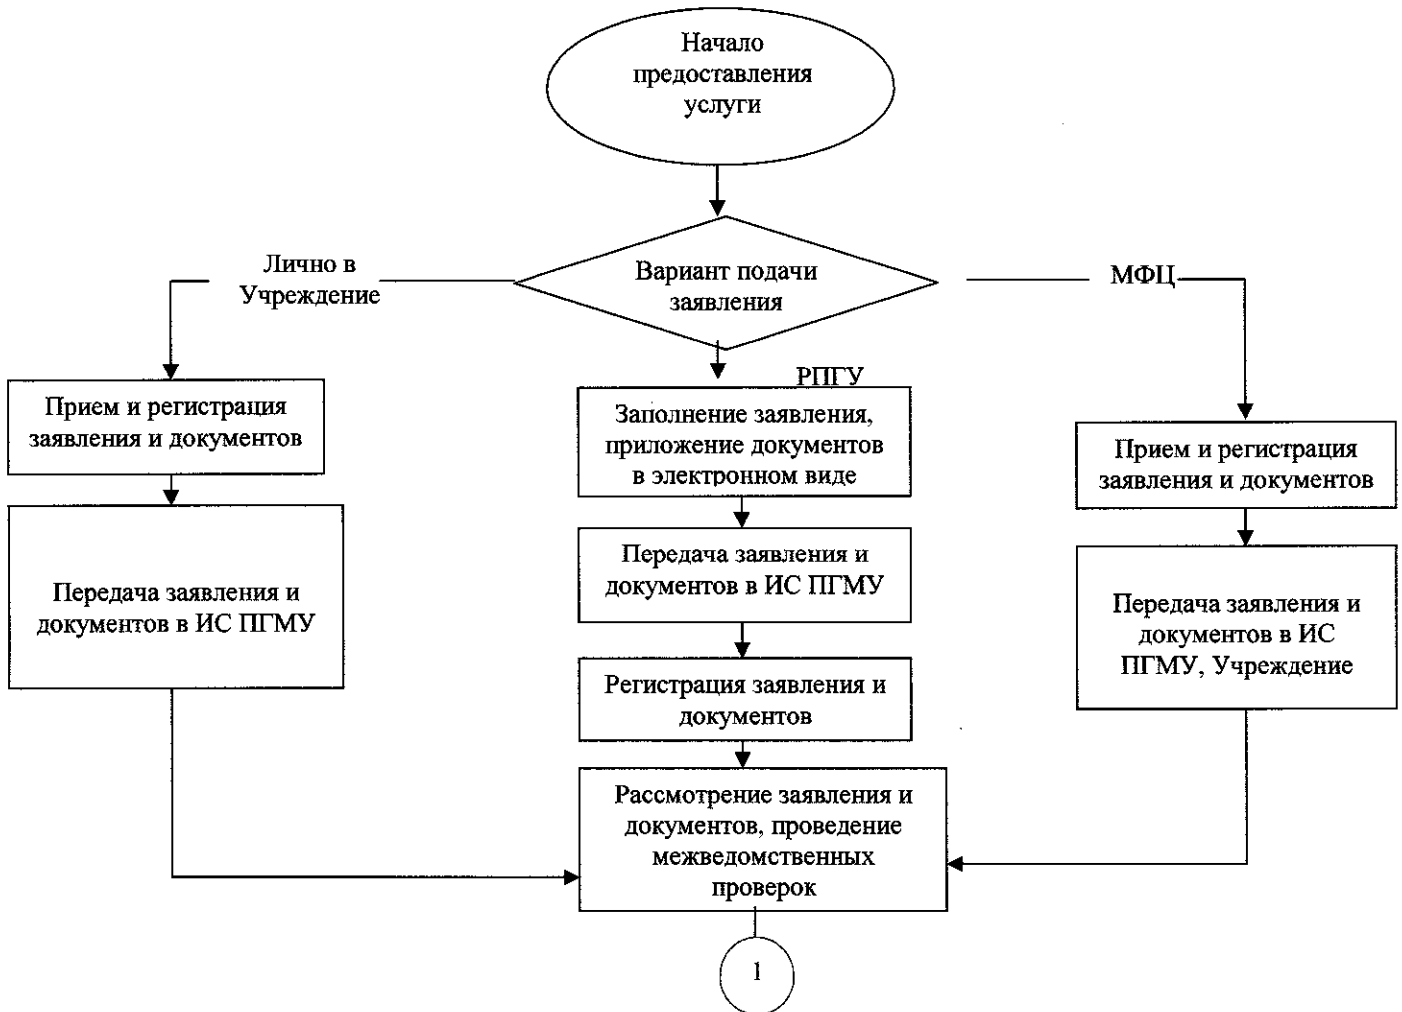 Начало
предоставления
услуги
Лично в
Учреждение
Вариант подачи
заявления
МФЦ
РПГУ
Прием и регистрация
заявления и документов
Заполнение заявления,
приложение документов
в электронном виде
Прием и регистрация
заявления и документов
Передача заявления и
документов в ИС ПГМУ
Передача заявления и
документов в ИС ПГМУ
Передача заявления и
документов в ИС
ПГМУ, Учреждение
Регистрация заявления и
документов
Рассмотрение заявления и
документов, проведение
межведомственных
проверок
1